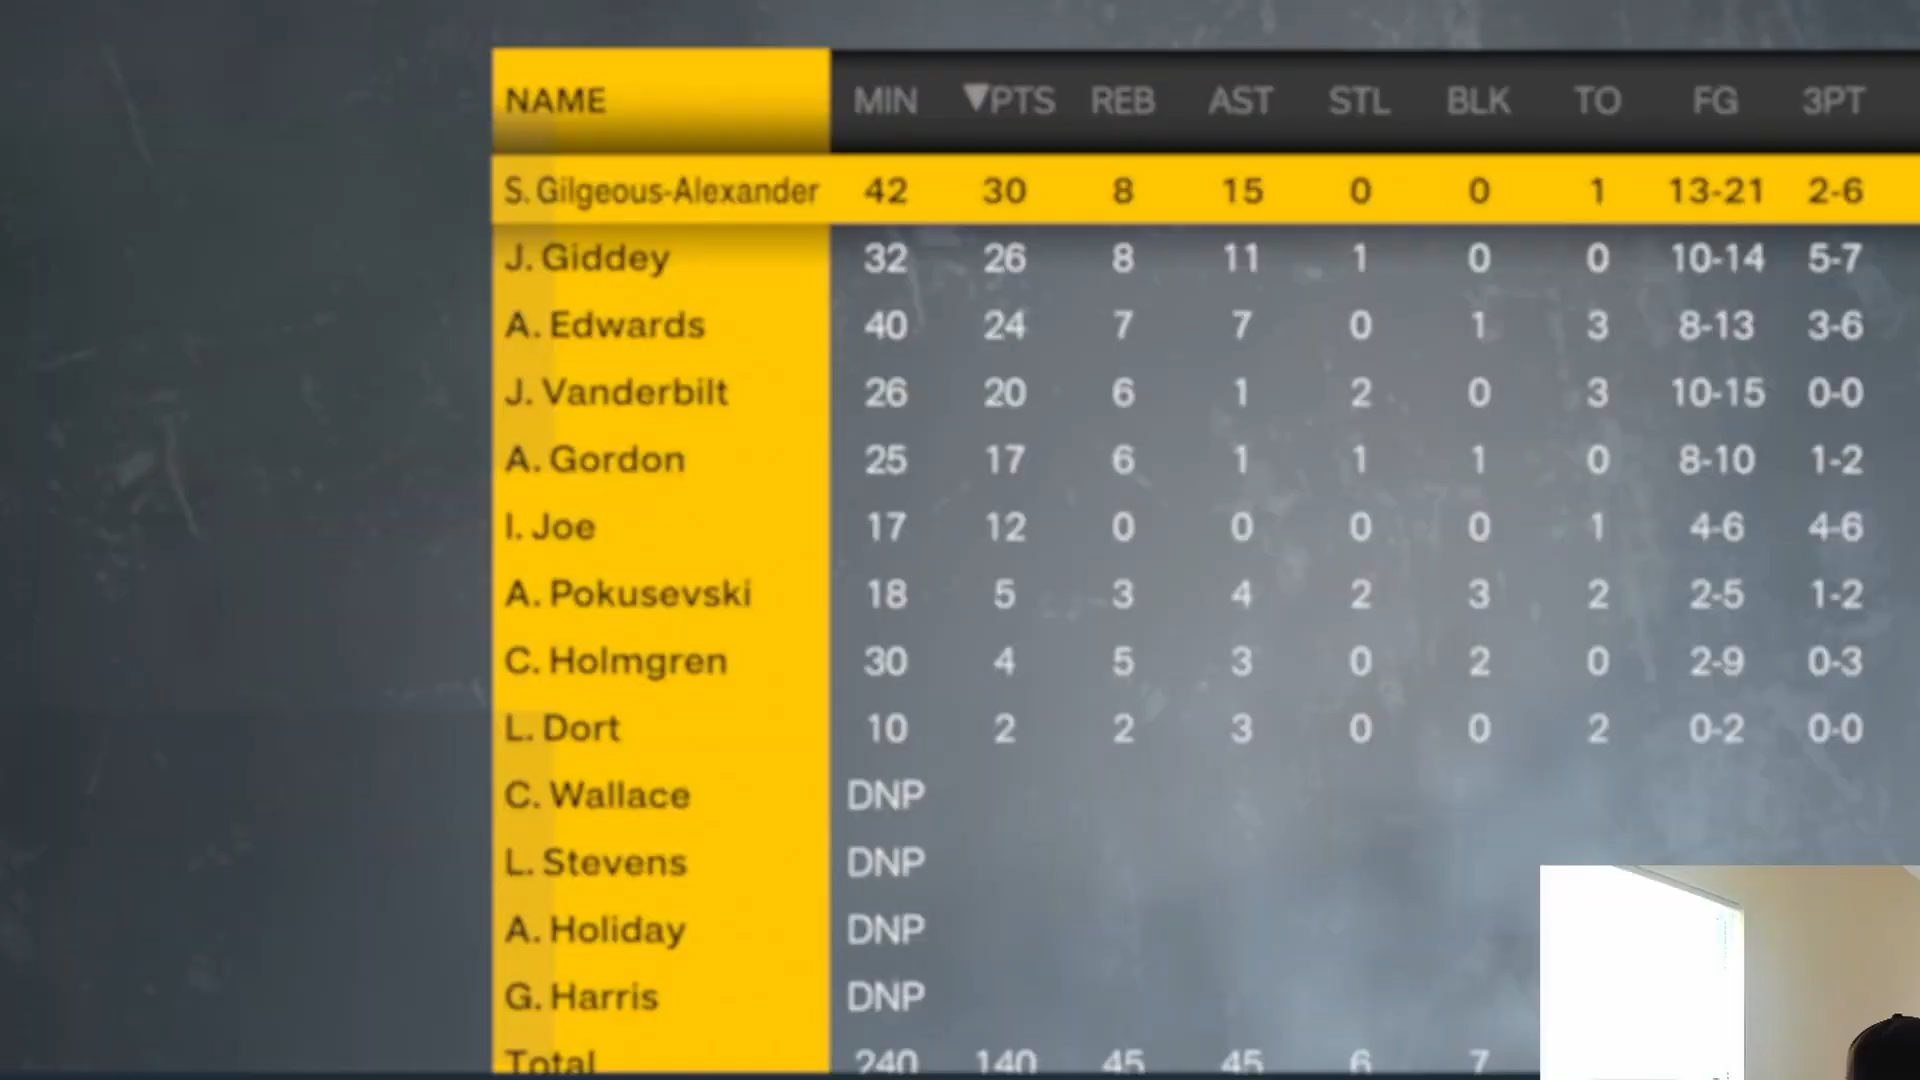 NAME MIN ▼PTS REB AST STL BLK TO FG 3PT
S. Gilgeous-Alexander 42 30 8 15 0 0 1 13-21 2-6
J. Giddey 32 26 8 11 1 0 0 10-14 5-7
A. Edwards 40 24 7 7 0 1 3 8-13 3-6
J. Vanderbilt 26 20 6 1 2 0 3 10-15 0-0
A. Gordon 25 17 6 1 1 1 0 8-10 1-2
I. Joe 17 12 0 0 0 0 1 4-6 4-6
A. Pokusevski 18 5 3 4 2 3 2 2-5 1-2
C. Holmgren 30 4 5 3 0 2 0 2-9 0-3
L. Dort 10 2 2 3 0 0 2 0-2 0-0
C. Wallace DNP
L. Stevens DNP
A. Holiday DNP
G. Harris DNP
Total 240 140 45 45 6 7